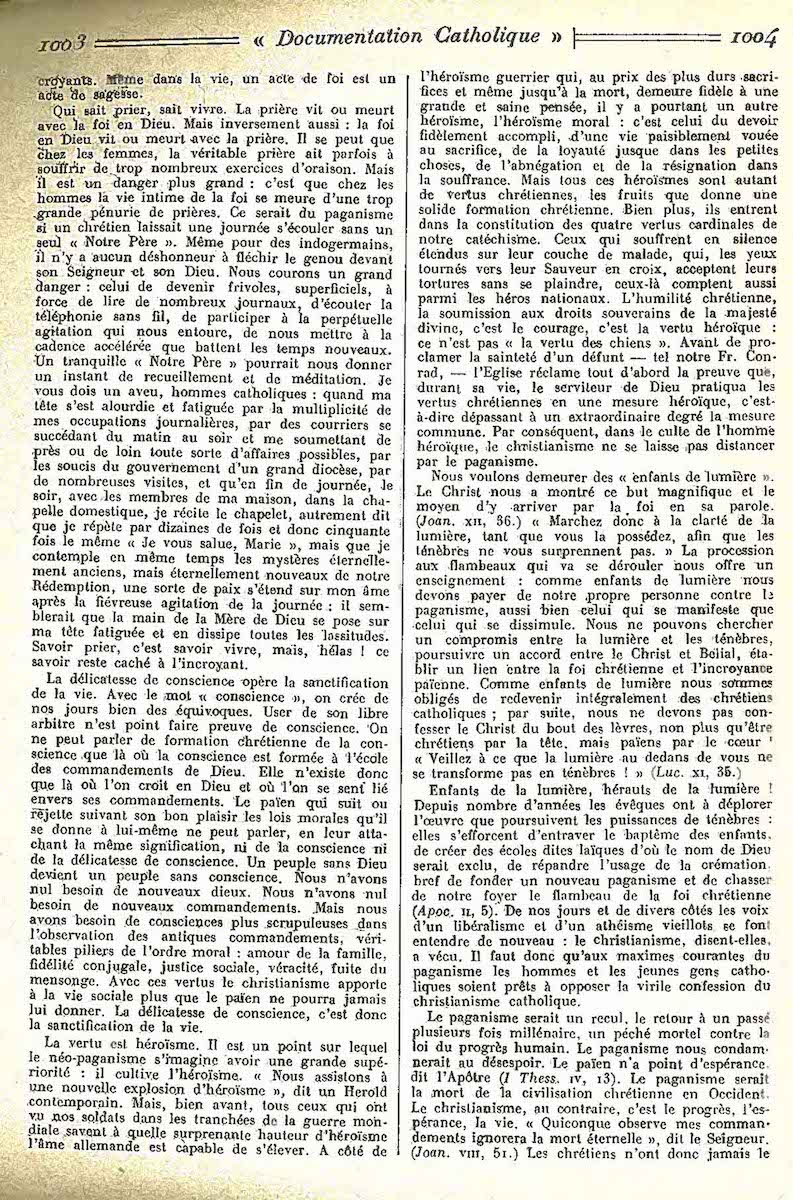 1003
« Documentation Catholique »
1004
croyants. Même dans la vie, un acte de foi est un
acte de sagesse.
Qui sait prier, sait vivre. La prière vit ou meurt
avec la foi en Dieu. Mais inversement aussi : la foi
en Dieu vit ou meurt avec la prière. Il se peut que
chez les femmes, la véritable prière ait parfois à
souffrir de trop nombreux exercices d'oraison. Mais
il est un danger plus grand : c'est que chez les
hommes la vie intime de la foi se meure d'une trop
grande pénurie de prières. Ce serait du paganisme
si un chrétien laissait une journée s'écouler sans un
seul « Notre Père ». Même pour des indogermains,
il n'y a aucun déshonneur à fléchir le genou devant
son Seigneur et son Dieu. Nous courons un grand
danger : celui de devenir frivoles, superficiels, à
force de lire de nombreux journaux, d'écouter la
téléphonie sans fil, de participer à la perpétuelle
agitation qui nous entoure, de nous mettre à la
cadence accélérée que battent les temps nouveaux.
Un tranquille « Notre Père » pourrait nous donner
un instant de recueillement et de méditation. Je
vous dois un aveu, hommes catholiques : quand ma
tête s'est alourdie et fatiguée par la multiplicité de
mes occupations journalières, par des courriers se
succédant du matin au soir et me soumettant de
près ou de loin toute sorte d'affaires possibles, par
les soucis du gouvernement d'un grand diocèse, par
de nombreuses visites, et qu'en fin de journée, le
soir, avec les membres de ma maison, dans la cha-
pelle domestique, je récite le chapelet, autrement dit
que je répète par dizaines de fois et donc cinquante
fois le même « Je vous salue, Marie », mais que je
contemple en même temps les mystères éternelle-
ment anciens, mais éternellement nouveaux de notre
Rédemption, une sorte de paix s'étend sur mon âme
après la fiévreuse agitation de la journée : il sem-
blerait que la main de la Mère de Dieu se pose sur
ma tête fatiguée et en dissipe toutes les lassitudes.
Savoir prier, c'est savoir vivre, mais, hélas ! ce
savoir reste caché à l'incroyant.
La délicatesse de conscience opère la sanctification
de la vie. Avec le mot « conscience », on crée de
nos jours bien des équivoques. User de son libre
arbitre n'est point faire preuve de conscience. On
ne peut parler de formation chrétienne de la con-
science que là où la conscience est formée à l'école
des commandements de Dieu. Elle n'existe donc
que là où l'on croit en Dieu et où l'on se sent lié
envers ses commandements. Le païen qui suit ou
rejette suivant son bon plaisir les lois morales qu'il
se donne à lui-même ne peut parler, en leur atta-
chant la même signification, ni de la conscience ni
de la délicatesse de conscience. Un peuple sans Dieu
devient un peuple sans conscience. Nous n'avons
nul besoin de nouveaux dieux. Nous n'avons nul
besoin de nouveaux commandements. Mais nous
avons besoin de consciences plus scrupuleuses dans
l'observation des antiques commandements, véri-
tables piliers de l'ordre moral : amour de la famille,
fidélité conjugale, justice sociale, véracité, fuite du
mensonge. Avec ces vertus le christianisme apporte
à la vie sociale plus que le païen ne pourra jamais
lui donner. La délicatesse de conscience, c'est donc
la sanctification de la vie.
La vertu est héroïsme. Il est un point sur lequel
le néo-paganisme s'imagine avoir une grande supé-
riorité : il cultive l'héroïsme. « Nous assistons à
une nouvelle explosion d'héroïsme », dit un Herold
contemporain. Mais, bien avant, tous ceux qui ont
vu nos soldats dans les tranchées de la guerre mon-
diale savent à quelle surprenante hauteur d'héroïsme
l'âme allemande est capable de s'élever. A côté de
l'héroïsme guerrier qui, au prix des plus durs sacri-
fices et même jusqu'à la mort, demeure fidèle à une
grande et saine pensée, il y a pourtant un autre
héroïsme, l'héroïsme moral : c'est celui du devoir
fidèlement accompli, d'une vie paisiblement vouée
au sacrifice, de la loyauté jusque dans les petites
choses, de l'abnégation et de la résignation dans
la souffrance. Mais tous ces héroïsmes sont autant
de vertus chrétiennes, les fruits que donne une
solide formation chrétienne. Bien plus, ils entrent
dans la constitution des quatre vertus cardinales de
notre catéchisme. Ceux qui souffrent en silence
étendus sur leur couche de malade, qui, les yeux
tournés vers leur Sauveur en croix, acceptent leurs
tortures sans se plaindre, ceux-là comptent aussi
parmi les héros nationaux. L'humilité chrétienne,
la soumission aux droits souverains de la majesté
divine, c'est le courage, c'est la vertu héroïque :
ce n'est pas « la vertu des chiens ». Avant de pro-
clamer la sainteté d'un défunt — tel notre Fr. Con-
rad, — l'Eglise réclame tout d'abord la preuve que,
durant sa vie, le serviteur de Dieu pratiqua les
vertus chrétiennes en une mesure héroïque, c'est-
à-dire dépassant à un extraordinaire degré la mesure
commune. Par conséquent, dans le culte de l'homme
héroïque, le christianisme ne se laisse pas distancer
par le paganisme.
Nous voulons demeurer des « enfants de lumière ».
Le Christ nous a montré ce but magnifique et le
moyen d'y arriver par la foi en sa parole.
(Joan. XII, 36.) « Marchez donc à la clarté de la
lumière, tant que vous la possédez, afin que les
ténèbres ne vous surprennent pas. » La procession
aux flambeaux qui va se dérouler nous offre un
enseignement : comme enfants de lumière nous
devons payer de notre propre personne contre le
paganisme, aussi bien celui qui se manifeste que
celui qui se dissimule. Nous ne pouvons chercher
un compromis entre la lumière et les ténèbres,
poursuivre un accord entre le Christ et Bélial, éta-
blir un lien entre la foi chrétienne et l'incroyance
païenne. Comme enfants de lumière nous sommes
obligés de redevenir intégralement des chrétiens
catholiques ; par suite, nous ne devons pas con-
fesser le Christ du bout des lèvres, non plus qu'être
chrétiens par la tête, mais païens par le cœur !
« Veillez à ce que la lumière au dedans de vous ne
se transforme pas en ténèbres ! » (Luc. XI, 35.)
Enfants de la lumière, hérauts de la lumière !
Depuis nombre d'années les évêques ont à déplorer
l'œuvre que poursuivent les puissances de ténèbres :
elles s'efforcent d'entraver le baptême des enfants,
de créer des écoles dites laïques d'où le nom de Dieu
serait exclu, de répandre l'usage de la crémation,
bref de fonder un nouveau paganisme et de chasser
de notre foyer le flambeau de la foi chrétienne
(Apoc. II, 5). De nos jours et de divers côtés les voix
d'un libéralisme et d'un athéisme vieillots se font
entendre de nouveau : le christianisme, disent-elles,
a vécu. Il faut donc qu'aux maximes courantes du
paganisme les hommes et les jeunes gens catho-
liques soient prêts à opposer la virile confession du
christianisme catholique.
Le paganisme serait un recul, le retour à un passé
plusieurs fois millénaire, un péché mortel contre la
loi du progrès humain. Le paganisme nous condam-
nerait au désespoir. Le païen n'a point d'espérance,
dit l'Apôtre (I Thess. IV, 13). Le paganisme serait
la mort de la civilisation chrétienne en Occident.
Le christianisme, au contraire, c'est le progrès, l'es-
pérance, la vie. « Quiconque observe mes comman-
dements ignorera la mort éternelle », dit le Seigneur.
(Joan. VIII, 51.) Les chrétiens n'ont donc jamais le